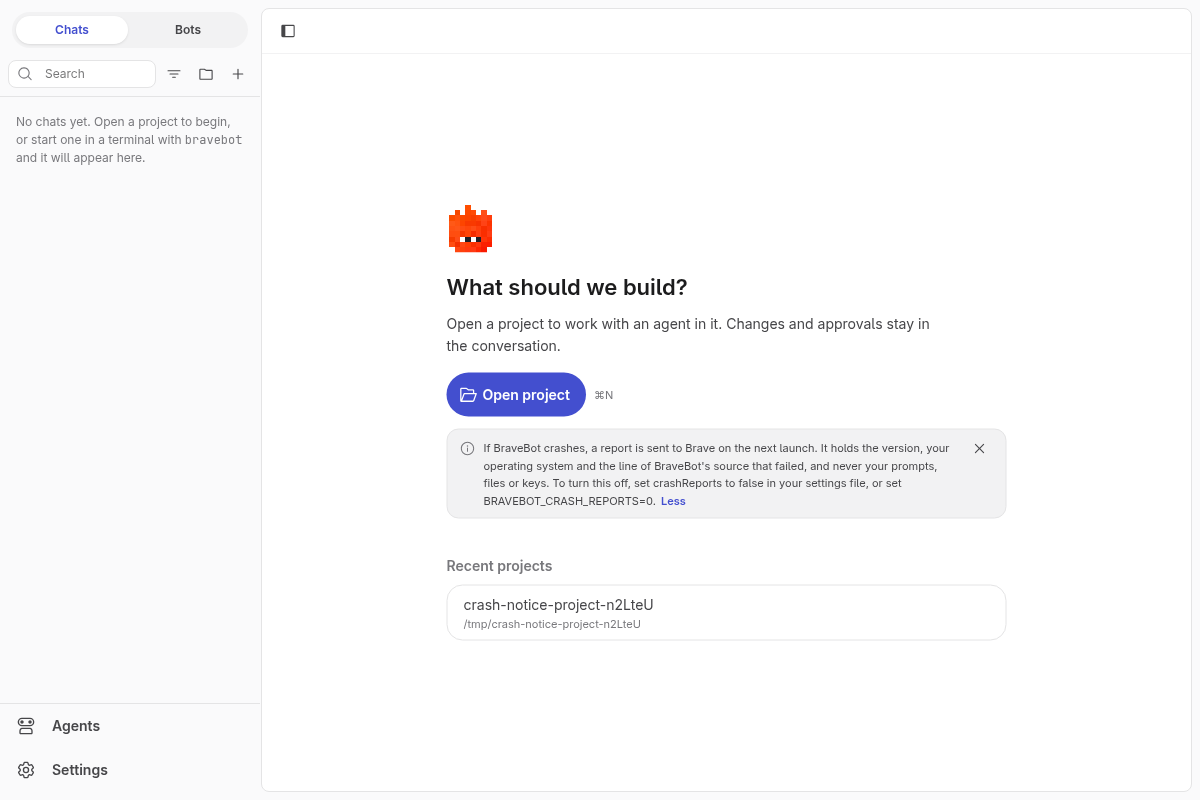 Chats
Bots
Search
No chats yet. Open a project to begin,
or start one in a terminal with bravebot
and it will appear here.
What should we build?
Open a project to work with an agent in it. Changes and approvals stay in
the conversation.
Open project
⌘N
If BraveBot crashes, a report is sent to Brave on the next launch. It holds the version, your
operating system and the line of BraveBot's source that failed, and never your prompts,
files or keys. To turn this off, set crashReports to false in your settings file, or set
BRAVEBOT_CRASH_REPORTS=0. Less
Recent projects
crash-notice-project-n2LteU
/tmp/crash-notice-project-n2LteU
Agents
Settings